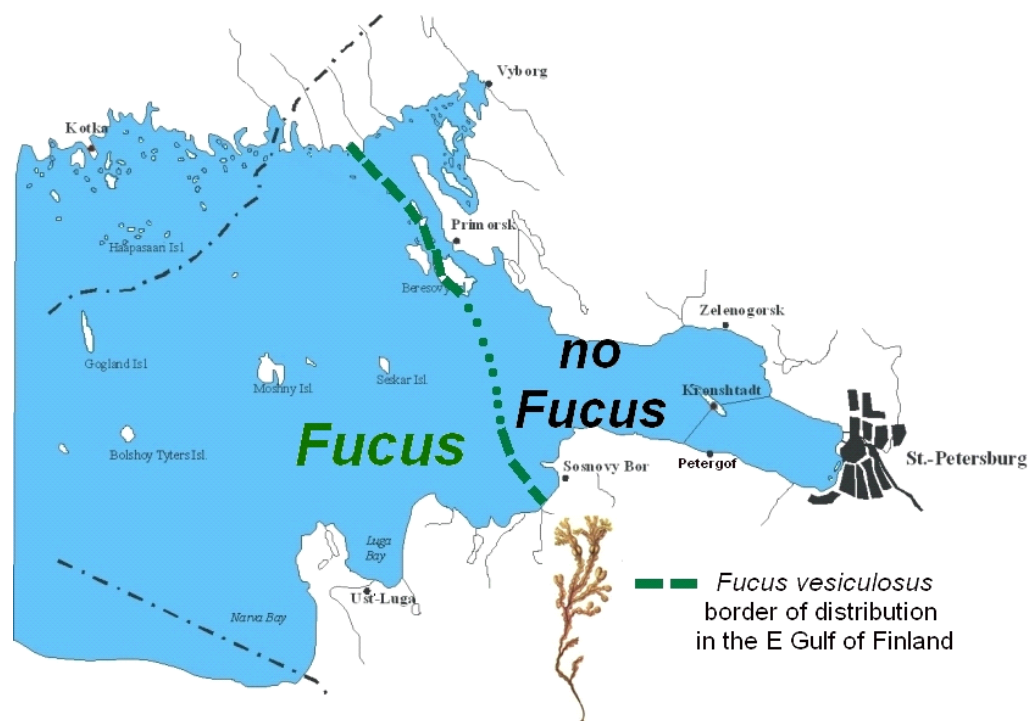 Vyborg
Kotka
Primorsk
Haapasaari Isl.
Beresovy Isl.
Zelenogorsk
no
Fucus
Gogland Isl.
Moshny Isl.
Seskar Isl.
Kronshtadt
Fucus
Bolshoy Tyters Isl.
Sosnovy Bor
Petergof
St.-Petersburg
Luga
Bay
Ust-Luga
Narva Bay
Fucus vesiculosus
border of distribution
in the E Gulf of Finland